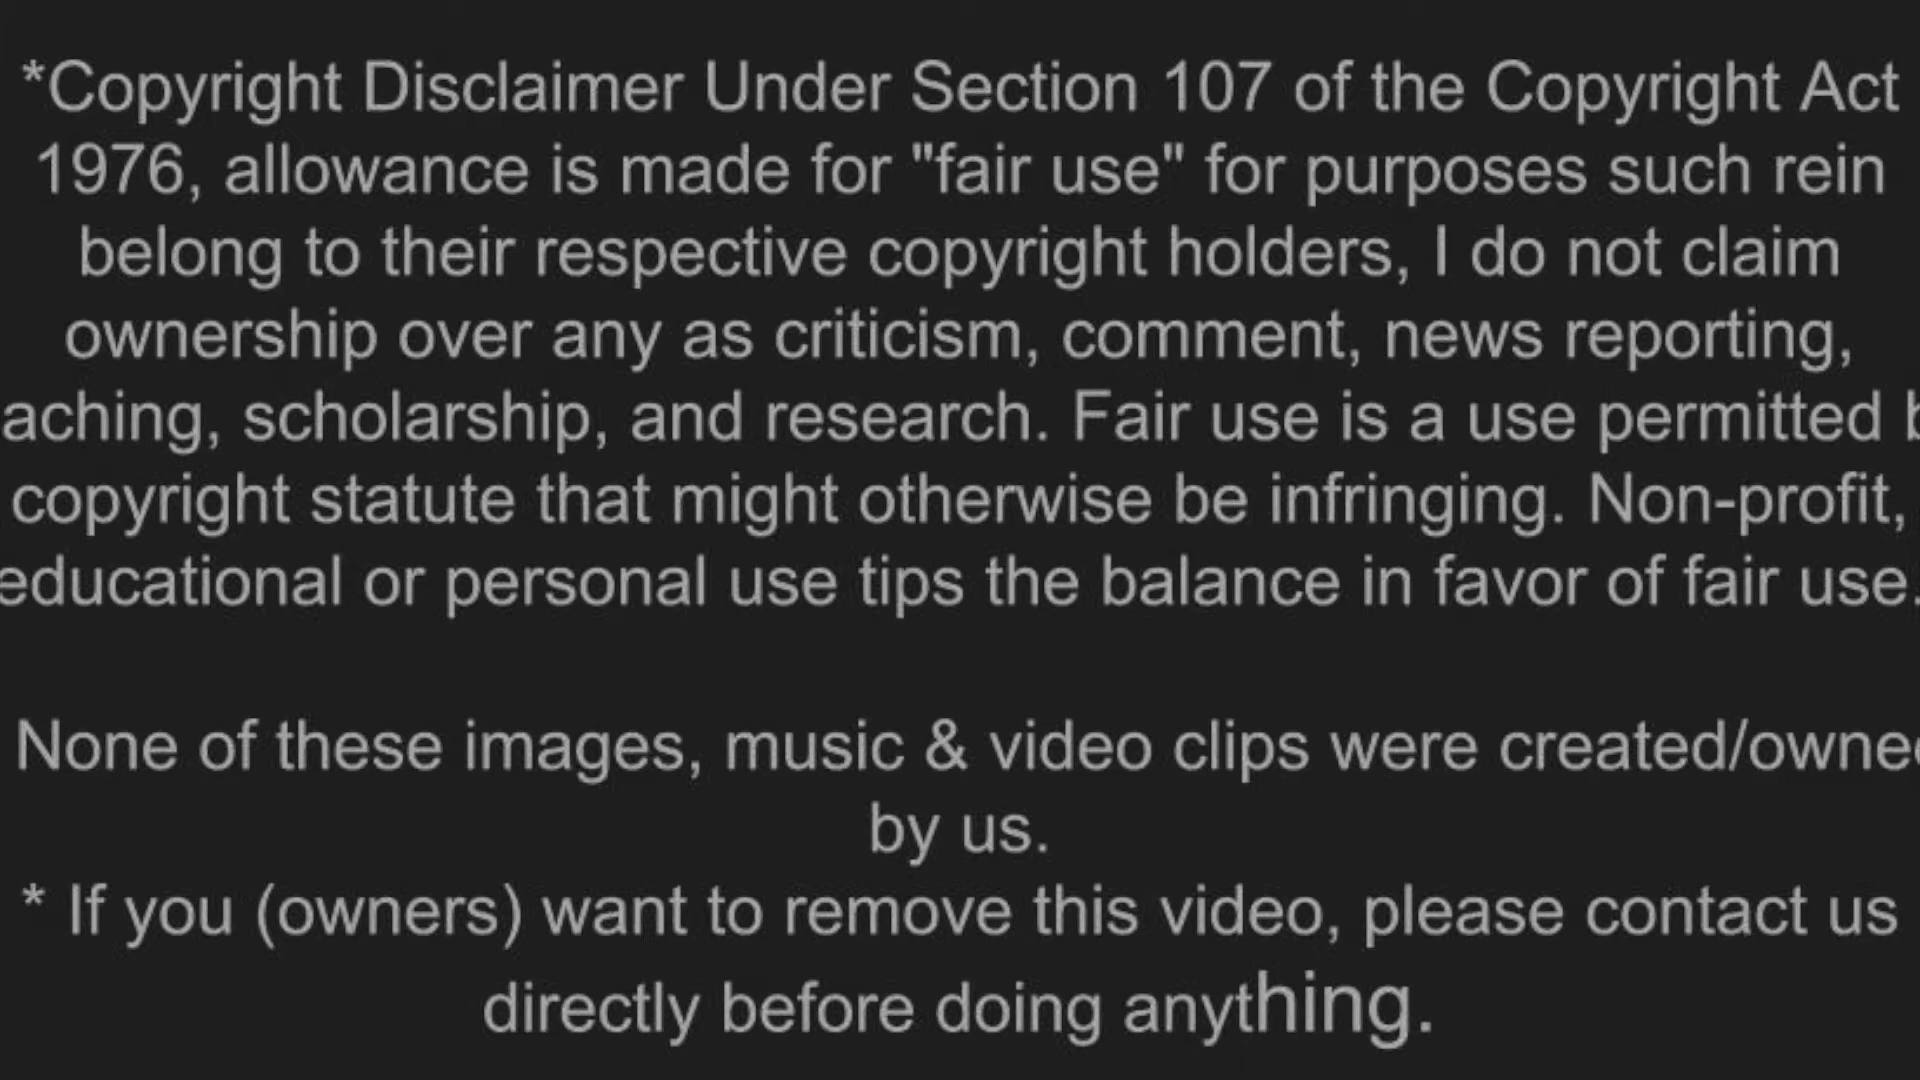 *Copyright Disclaimer Under Section 107 of the Copyright Act
1976, allowance is made for "fair use" for purposes such rein
belong to their respective copyright holders, I do not claim
ownership over any as criticism, comment, news reporting,
aching, scholarship, and research. Fair use is a use permitted b
copyright statute that might otherwise be infringing. Non-profit,
educational or personal use tips the balance in favor of fair use.
None of these images, music & video clips were created/owned
by us.
* If you (owners) want to remove this video, please contact us
directly before doing anything.